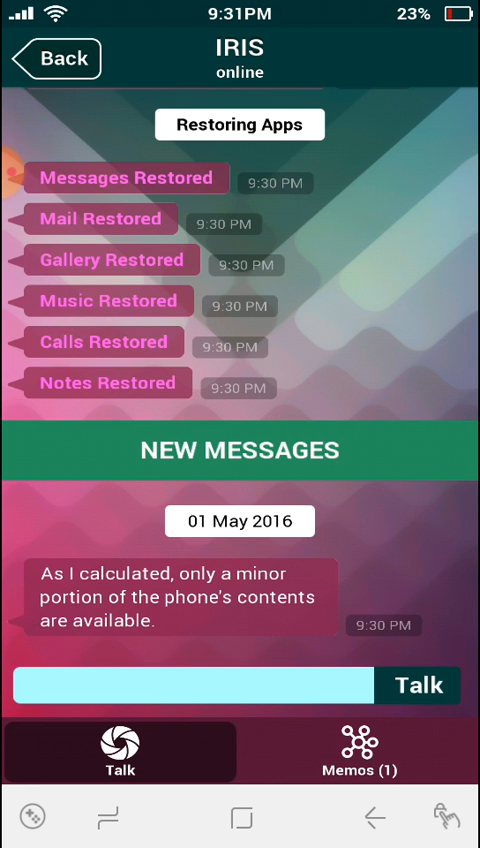 9:31PM
23%
Back
IRIS
online
Restoring Apps
Messages Restored
9:30 PM
Mail Restored
9:30 PM
Gallery Restored
9:30 PM
Music Restored
9:30 PM
Calls Restored
9:30 PM
Notes Restored
9:30 PM
NEW MESSAGES
01 May 2016
As I calculated, only a minor
portion of the phone's contents
are available.
9:30 PM
Talk
Talk
Memos (1)